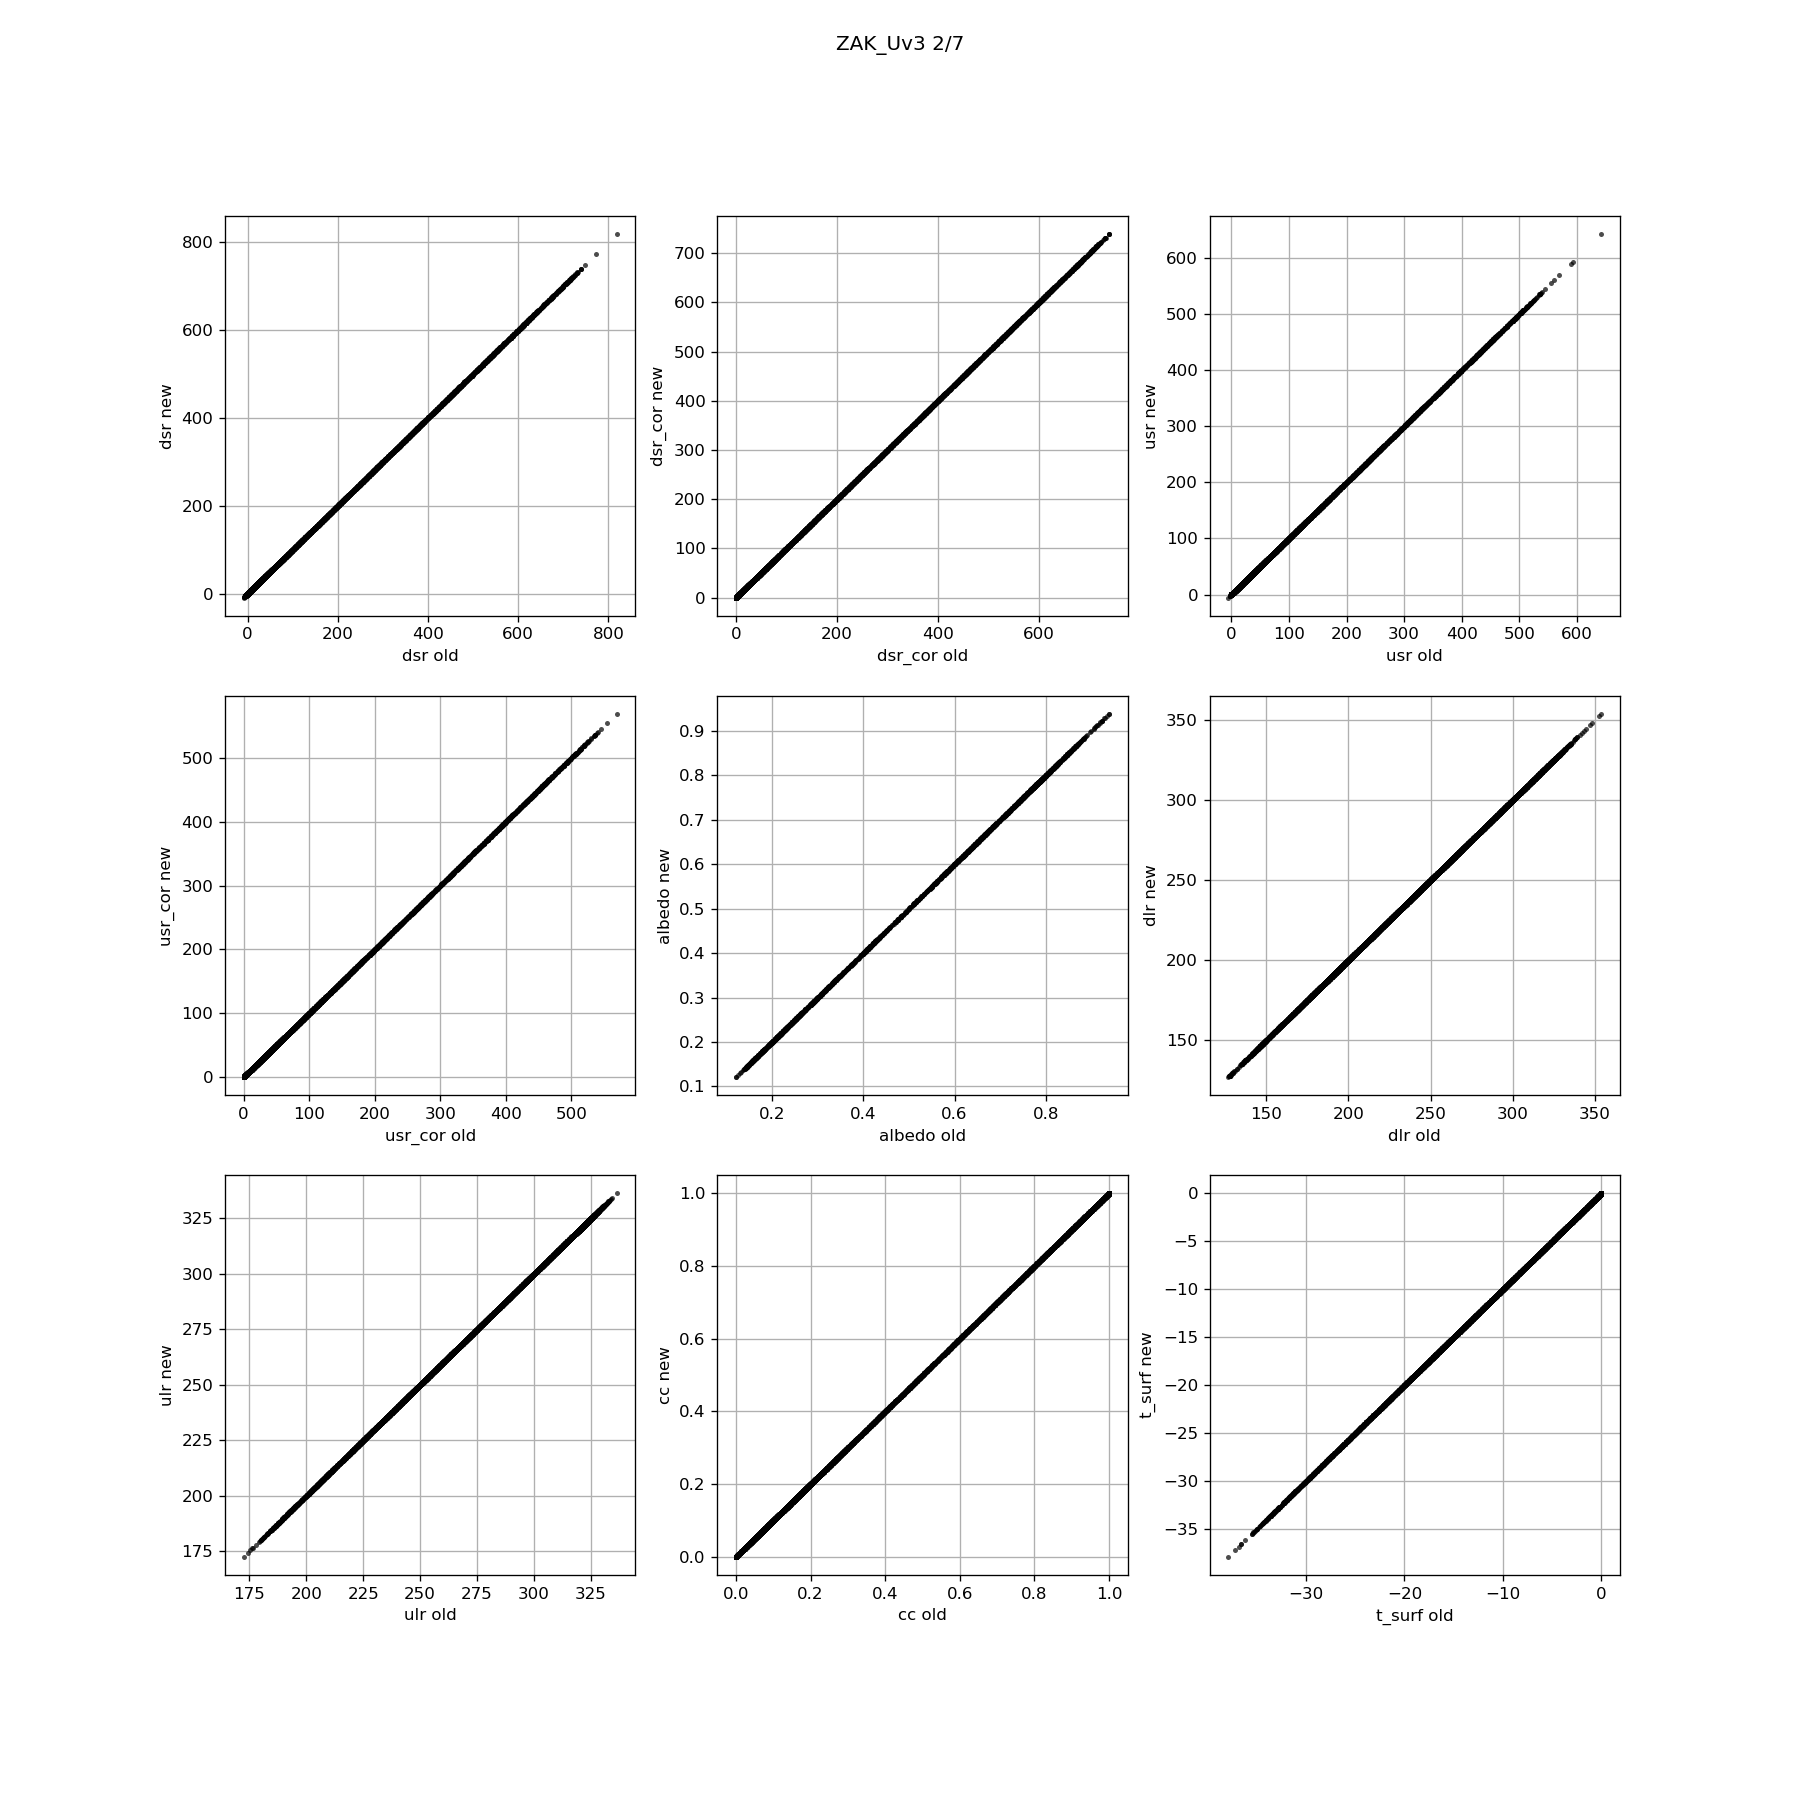 ZAK_Uv3 2/7
800
600
400
200
0
dsr new
0 200 400 600 800
dsr old
700
600
500
400
300
200
100
0
dsr_cor new
0 200 400 600
dsr_cor old
600
500
400
300
200
100
0
usr new
0 100 200 300 400 500 600
usr old
500
400
300
200
100
0
usr_cor new
0 100 200 300 400 500
usr_cor old
0.9
0.8
0.7
0.6
0.5
0.4
0.3
0.2
0.1
albedo new
0.2 0.4 0.6 0.8
albedo old
350
300
250
200
150
dlr new
150 200 250 300 350
dlr old
325
300
275
250
225
200
175
ulr new
175 200 225 250 275 300 325
ulr old
1.0
0.8
0.6
0.4
0.2
0.0
cc new
0.0 0.2 0.4 0.6 0.8 1.0
cc old
0
−5
−10
−15
−20
−25
−30
−35
t_surf new
−30 −20 −10 0
t_surf old